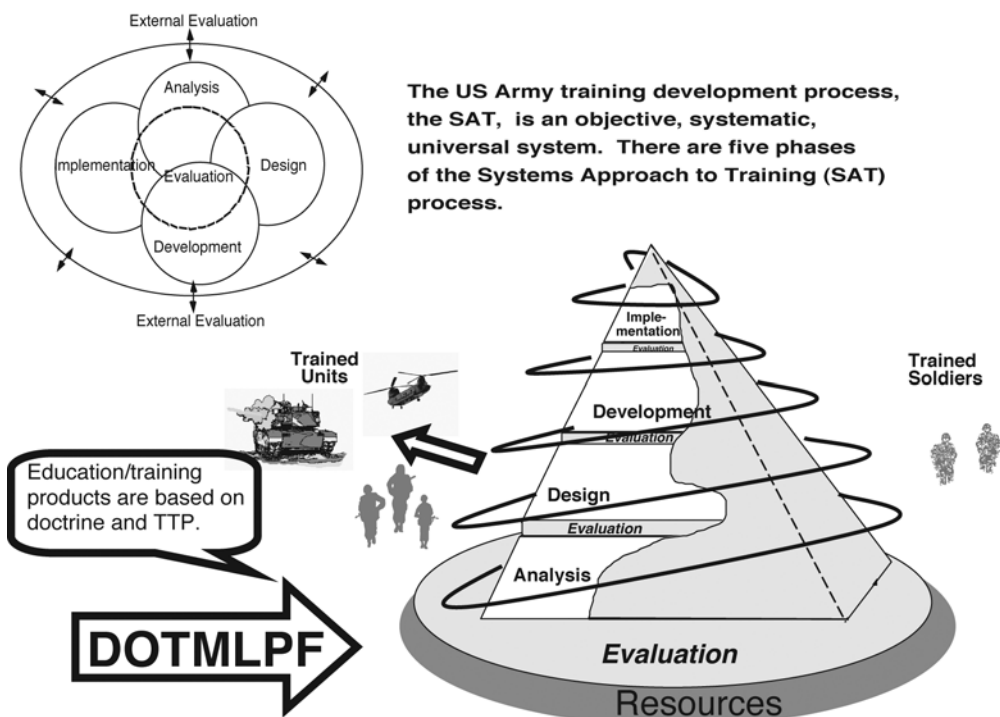 External Evaluation
Analysis
mplementation
Evaluation
Design
Development
External Evaluation
The US Army training development process,
the SAT, is an objective, systematic,
universal system. There are five phases
of the Systems Approach to Training (SAT)
process.
Trained
Units
Trained
Soldiers
Imple-
mentation
Evaluation
Development
Evaluation
Design
Evaluation
Analysis
Education/training
products are based on
doctrine and TTP.
DOTMLPF
Evaluation
Resources